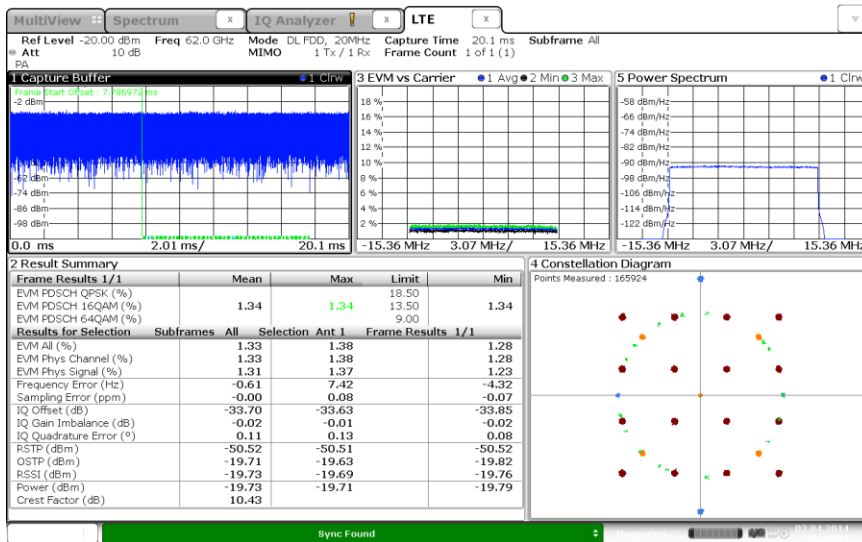 MultiView Spectrum x IQ Analyzer ! x LTE x
Ref Level -20.00 dBm Freq 62.0 GHz Mode DL FDD, 20MHz Capture Time 20.1 ms Subframe All
Att 10 dB MIMO 1 Tx / 1 Rx Frame Count 1 of 1 (1)
PA
1 Capture Buffer 1 Clrw
Frame Start Offset : 7.786972 ms
-2 dBm
-62 dBm
-74 dBm
-86 dBm
-98 dBm
0.0 ms 2.01 ms/ 20.1 ms
3 EVM vs Carrier 1 Avg 2 Min 3 Max
18 %
16 %
14 %
12 %
10 %
8 %
6 %
4 %
2 %
-15.36 MHz 3.07 MHz/ 15.36 MHz
5 Power Spectrum 1 Clrw
-58 dBm/Hz
-66 dBm/Hz
-74 dBm/Hz
-82 dBm/Hz
-90 dBm/Hz
-98 dBm/Hz
-106 dBm/Hz
-114 dBm/Hz
-122 dBm/Hz
-15.36 MHz 3.07 MHz/ 15.36 MHz
2 Result Summary
Frame Results 1/1 Mean Max Limit Min
EVM PDSCH QPSK (%) 18.50
EVM PDSCH 16QAM (%) 1.34 1.34 13.50 1.34
EVM PDSCH 64QAM (%) 9.00
Results for Selection Subframes All Selection Ant 1 Frame Results 1/1
EVM All (%) 1.33 1.38 1.28
EVM Phys Channel (%) 1.33 1.38 1.28
EVM Phys Signal (%) 1.31 1.37 1.23
Frequency Error (Hz) -0.61 7.42 -4.32
Sampling Error (ppm) -0.00 0.08 -0.07
IQ Offset (dB) -33.70 -33.63 -33.85
IQ Gain Imbalance (dB) -0.02 -0.01 -0.02
IQ Quadrature Error (º) 0.11 0.13 0.08
RSTP (dBm) -50.52 -50.51 -50.52
OSTP (dBm) -19.71 -19.63 -19.82
RSSI (dBm) -19.73 -19.69 -19.76
Power (dBm) -19.73 -19.71 -19.79
Crest Factor (dB) 10.43
4 Constellation Diagram
Points Measured : 165924
Sync Found
02.04.2014